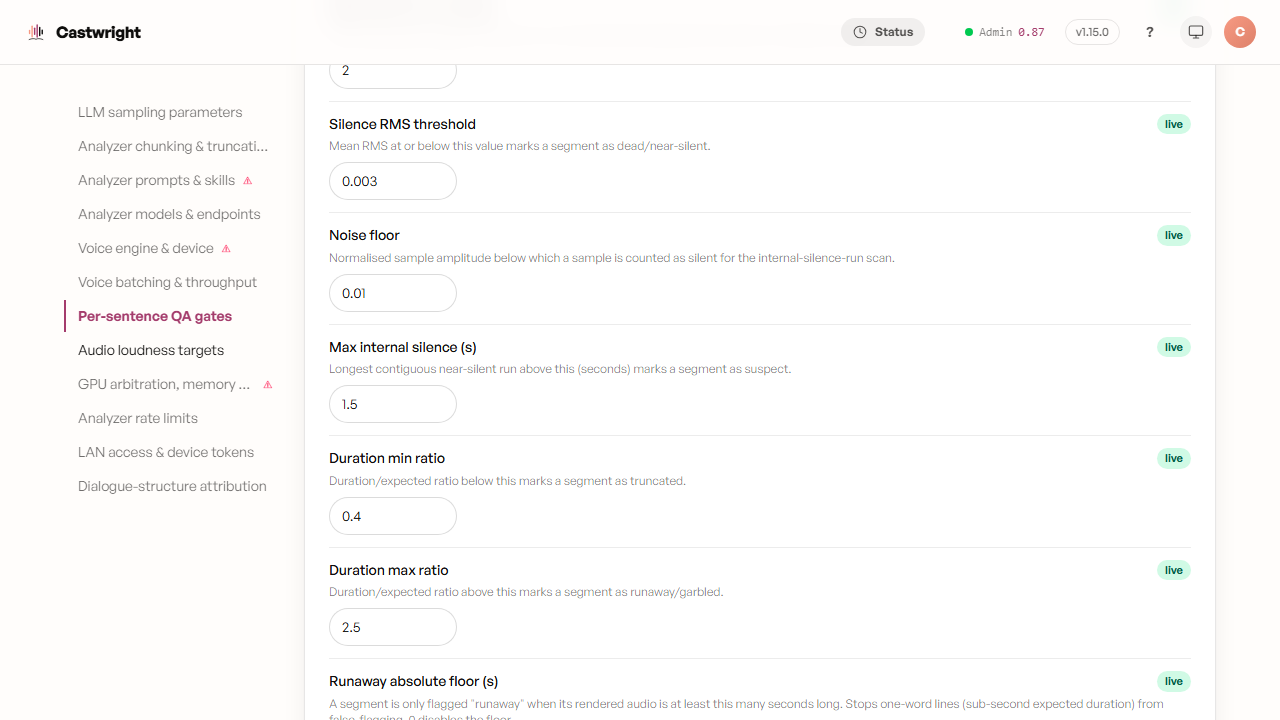 Castwright
Status
Admin 0.87
v1.15.0
?
C
LLM sampling parameters
Analyzer chunking & truncati...
Analyzer prompts & skills
Analyzer models & endpoints
Voice engine & device
Voice batching & throughput
Per-sentence QA gates
Audio loudness targets
GPU arbitration, memory ...
Analyzer rate limits
LAN access & device tokens
Dialogue-structure attribution
2
Silence RMS threshold
live
Mean RMS at or below this value marks a segment as dead/near-silent.
0.003
Noise floor
live
Normalised sample amplitude below which a sample is counted as silent for the internal-silence-run scan.
0.01
Max internal silence (s)
live
Longest contiguous near-silent run above this (seconds) marks a segment as suspect.
1.5
Duration min ratio
live
Duration/expected ratio below this marks a segment as truncated.
0.4
Duration max ratio
live
Duration/expected ratio above this marks a segment as runaway/garbled.
2.5
Runaway absolute floor (s)
live
A segment is only flagged "runaway" when its rendered audio is at least this many seconds long. Stops one-word lines (sub-second expected duration) from
false-flagging. 0 disables the floor.